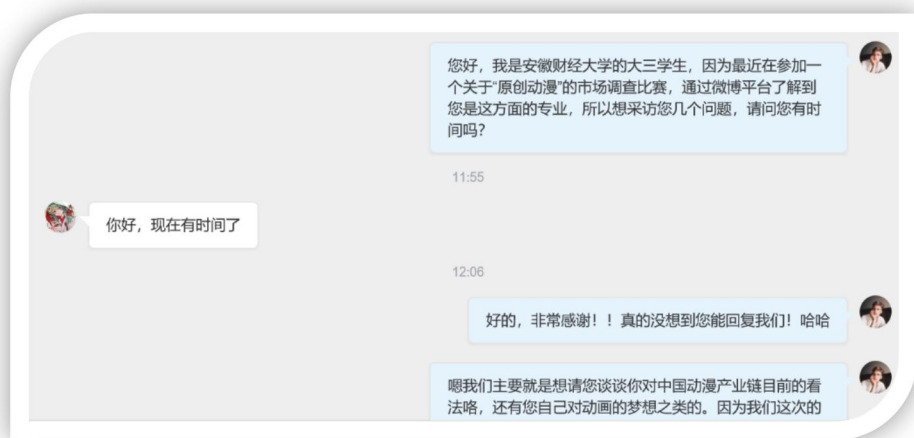 您好，我是安徽财经大学的大三学生，因为最近在参加一
个关于“原创动漫”的市场调查比赛，通过微博平台了解到
您是这方面的专业，所以想采访您几个问题，请问您有时
间吗？
11:55
你好，现在有时间了
12:06
好的，非常感谢！！真的没想到您能回复我们！哈哈
嗯我们主要就是想请您谈谈你对中国动漫产业链目前的看
法咯，还有您自己对动画的梦想之类的。因为我们这次的